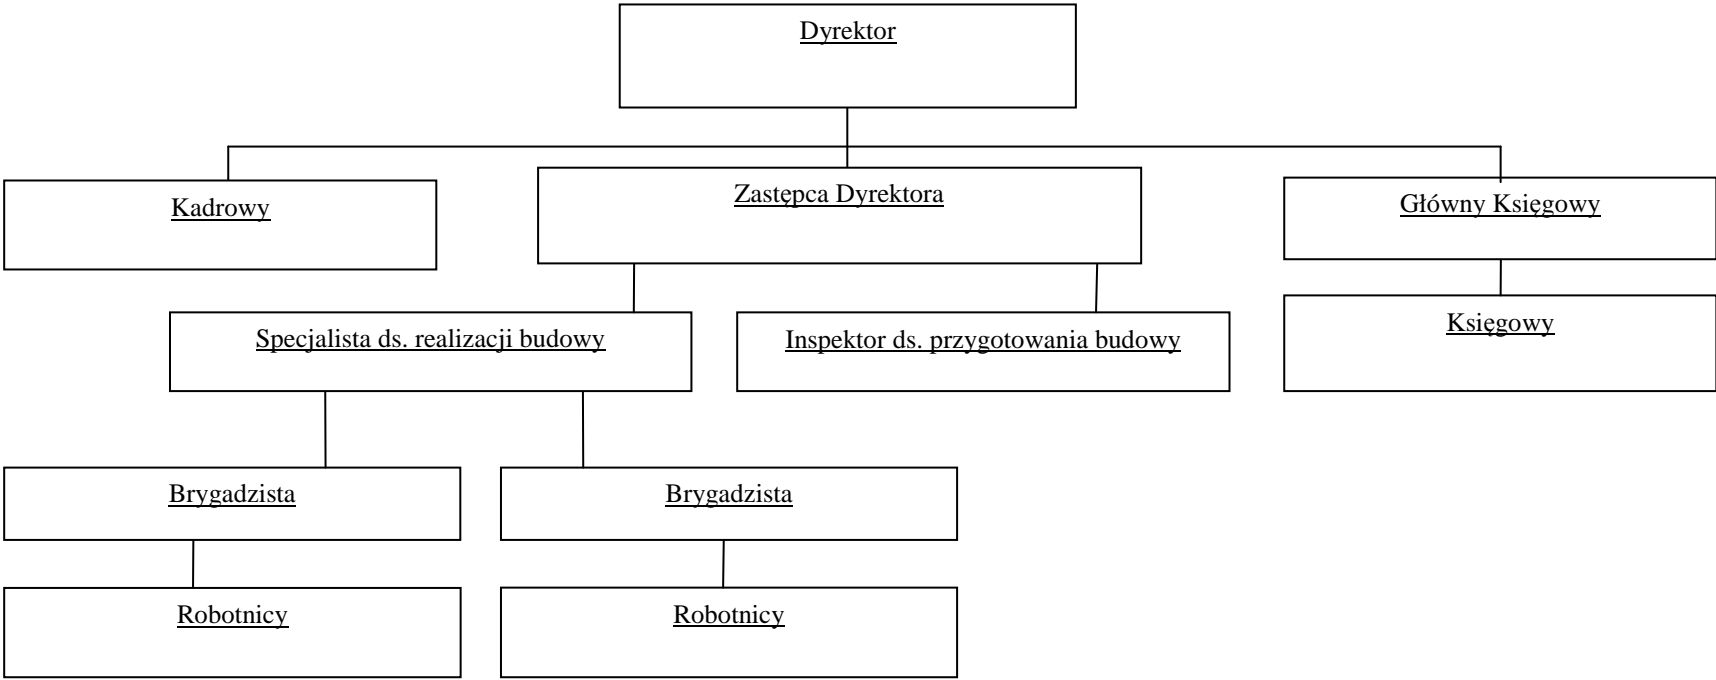 Dyrektor
Kadrowy
Zastępca Dyrektora
Główny Księgowy
Specjalista ds. realizacji budowy
Inspektor ds. przygotowania budowy
Księgowy
Brygadzista
Brygadzista
Robotnicy
Robotnicy